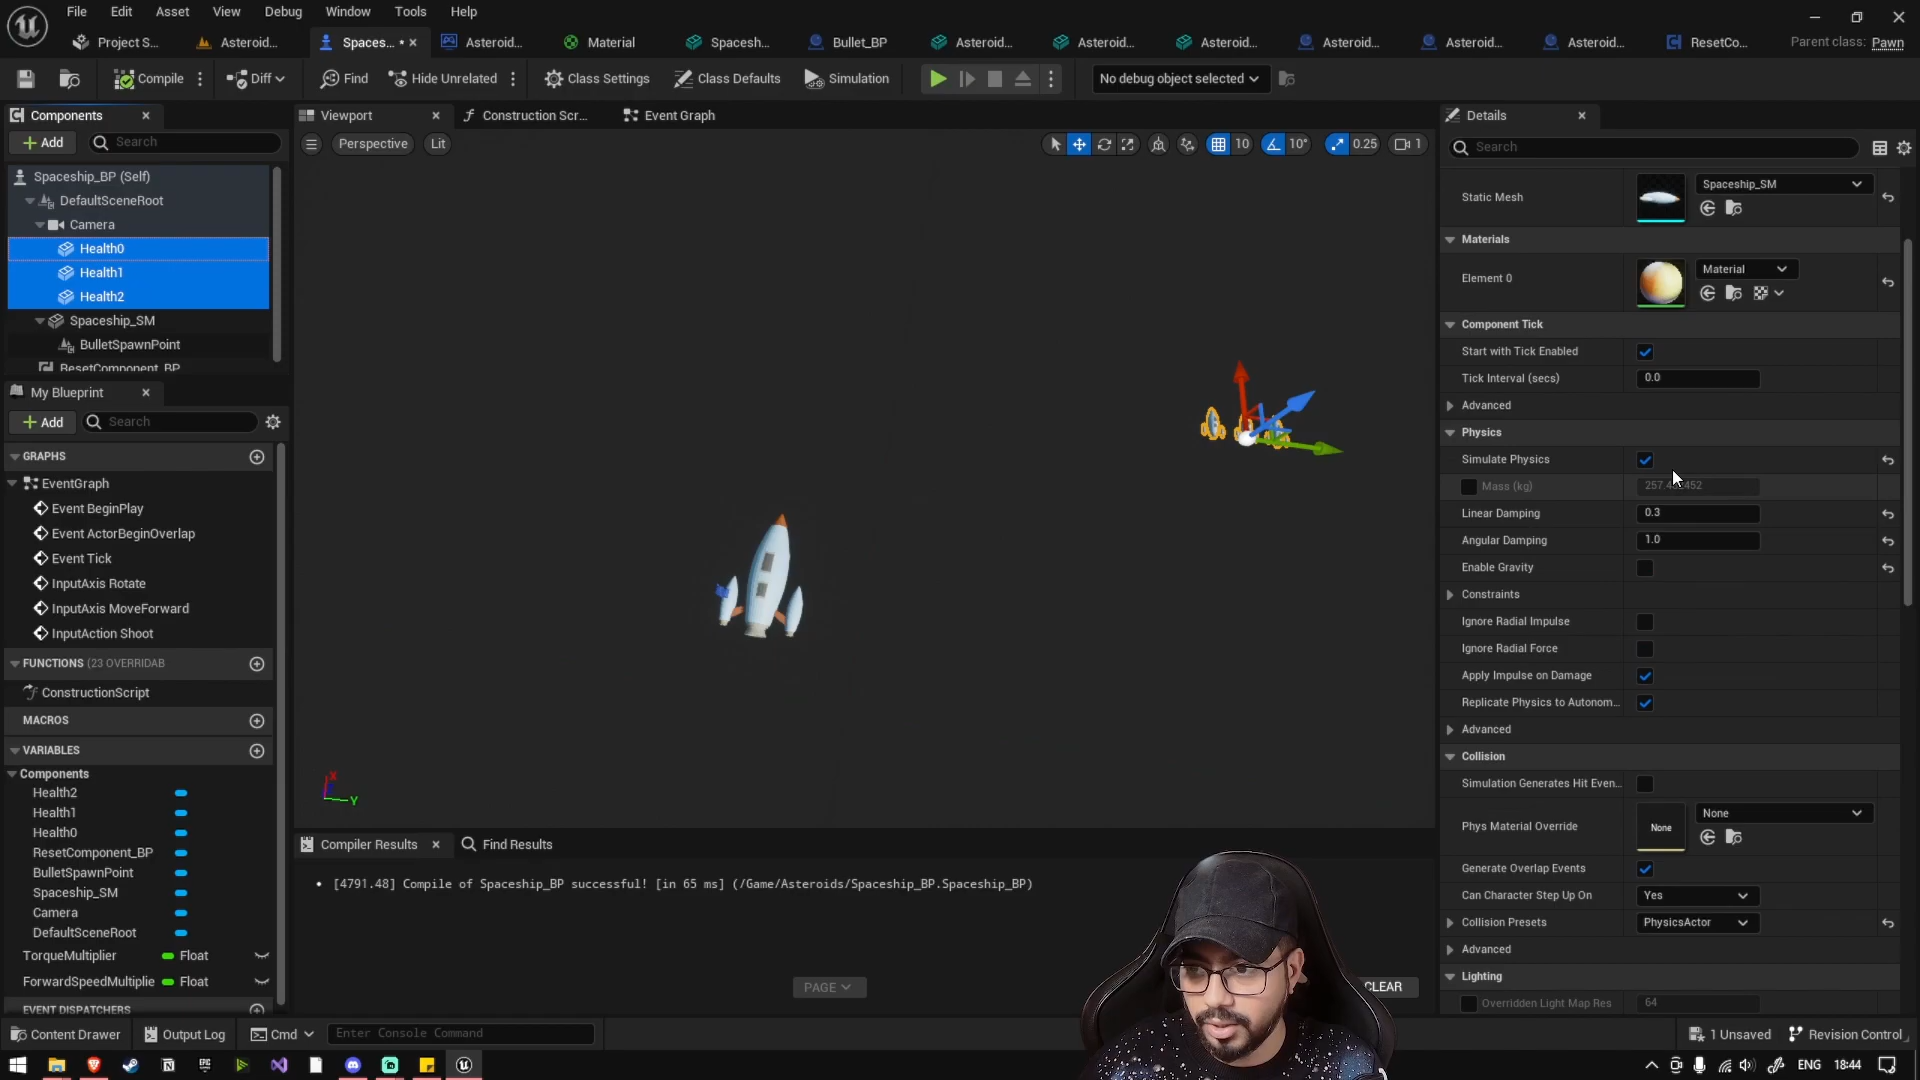 File Edit Asset View Debug Window Tools Help
Project S... Asteroid... Spaces... * Asteroid... Material Spacesh... Bullet_BP Asteroid... Asteroid... Asteroid... Asteroid... Asteroid... Asteroid... ResetCo... Parent class: Pawn
Compile Diff Find Hide Unrelated Class Settings Class Defaults Simulation No debug object selected
Components
Add Search
Spaceship_BP (Self)
DefaultSceneRoot
Camera
Health0
Health1
Health2
Spaceship_SM
BulletSpawnPoint
ResetComponent_BP
My Blueprint
Add Search
GRAPHS
EventGraph
Event BeginPlay
Event ActorBeginOverlap
Event Tick
InputAxis Rotate
InputAxis MoveForward
InputAction Shoot
FUNCTIONS (23 OVERRIDAB
ConstructionScript
MACROS
VARIABLES
Components
Health2
Health1
Health0
ResetComponent_BP
BulletSpawnPoint
Spaceship_SM
Camera
DefaultSceneRoot
TorqueMultiplier Float
ForwardSpeedMultiplie Float
EVENT DISPATCHERS
Viewport Construction Scr... Event Graph
Perspective Lit 10 10° 0.25 1
X
Y
Compiler Results Find Results
[4791.48] Compile of Spaceship_BP successful! [in 65 ms] (/Game/Asteroids/Spaceship_BP.Spaceship_BP)
PAGE CLEAR
Details
Search
Static Mesh Spaceship_SM
Materials
Element 0 Material
Component Tick
Start with Tick Enabled
Tick Interval (secs) 0.0
Advanced
Physics
Simulate Physics
Mass (kg)
Linear Damping 0.3
Angular Damping 1.0
Enable Gravity
Constraints
Ignore Radial Impulse
Ignore Radial Force
Apply Impulse on Damage
Replicate Physics to Autonom...
Advanced
Collision
Simulation Generates Hit Even...
Phys Material Override None None
Generate Overlap Events
Can Character Step Up On Yes
Collision Presets PhysicsActor
Advanced
Lighting
Overridden Light Map Res 64
Content Drawer Output Log Cmd Enter Console Command 1 Unsaved Revision Control
ENG 18:44